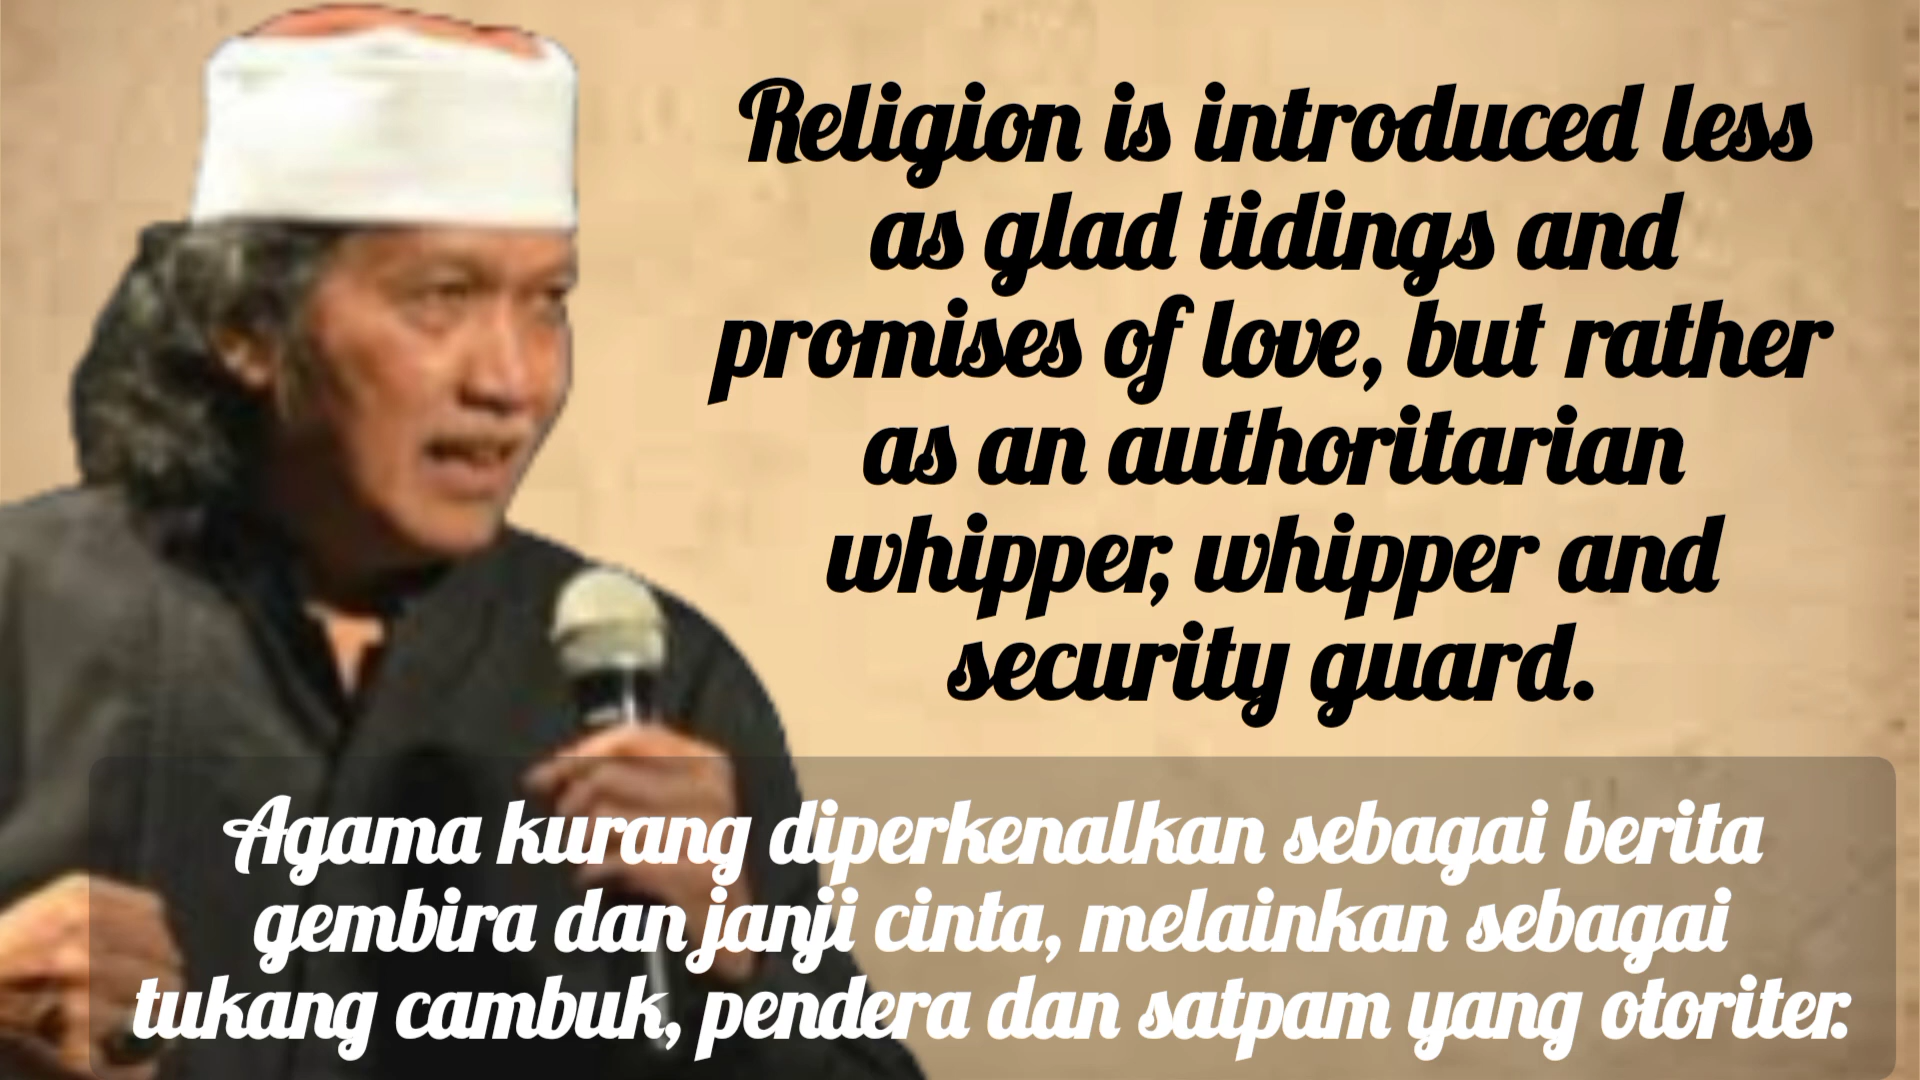 Religion is introduced less
as glad tidings and
promises of love, but rather
as an authoritarian
whipper, whipper and
security guard.
Agama kurang diperkenalkan sebagai berita
gembira dan janji cinta, melainkan sebagai
tukang cambuk, pendera dan satpam yang otoriter.